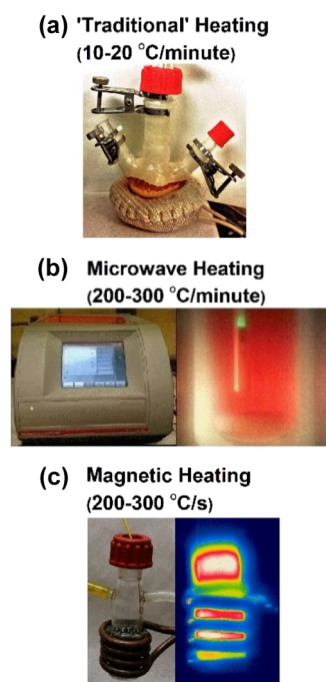 (a) 'Traditional' Heating
(10-20 °C/minute)
(b) Microwave Heating
(200-300 °C/minute)
(c) Magnetic Heating
(200-300 °C/s)